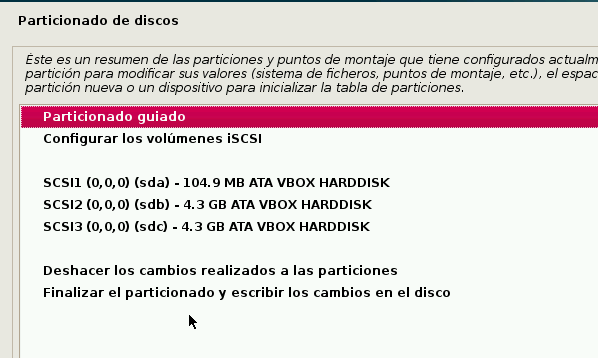 Particionado de discos
Éste es un resumen de las particiones y puntos de montaje que tiene configurados
partición para modificar sus valores (sistema de ficheros, puntos de montaje, etc.), el
partición nueva o un dispositivo para inicializar la tabla de particiones.
Particionado guiado
Configurar los volúmenes iSCSI
SCSI1 (0,0,0) (sda) - 104.9 MB ATA VBOX HARDDISK
SCSI2 (0,0,0) (sdb) - 4.3 GB ATA VBOX HARDDISK
SCSI3 (0,0,0) (sdc) - 4.3 GB ATA VBOX HARDDISK
Deshacer los cambios realizados a las particiones
Finalizar el particionado y escribir los cambios en el disco